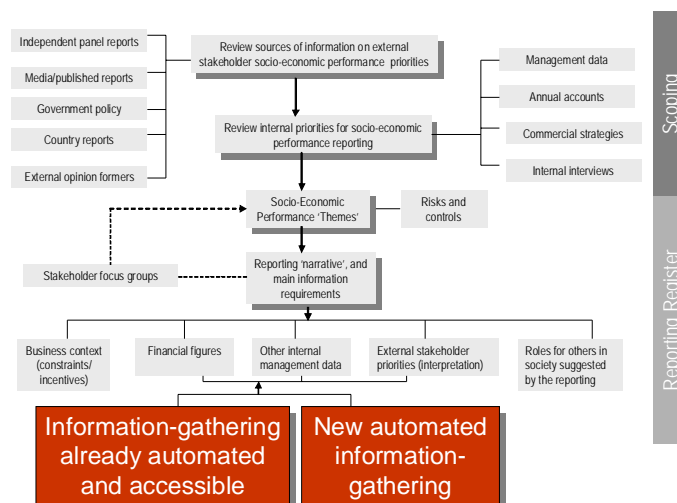 Independent panel reports
Media/published reports
Government policy
Country reports
External opinion formers
Review sources of information on external
stakeholder socio-economic performance priorities
Review internal priorities for socio-economic
performance reporting
Management data
Annual accounts
Commercial strategies
Internal interviews
Scoping
Socio-Economic
Performance 'Themes'
Risks and
controls
Stakeholder focus groups
Reporting 'narrative', and
main information
requirements
Reporting Register
Business context
(constraints/
incentives)
Financial figures
Other internal
management data
External stakeholder
priorities (interpretation)
Roles for others in
society suggested
by the reporting
Information-gathering
already automated
and accessible
New automated
information-
gathering